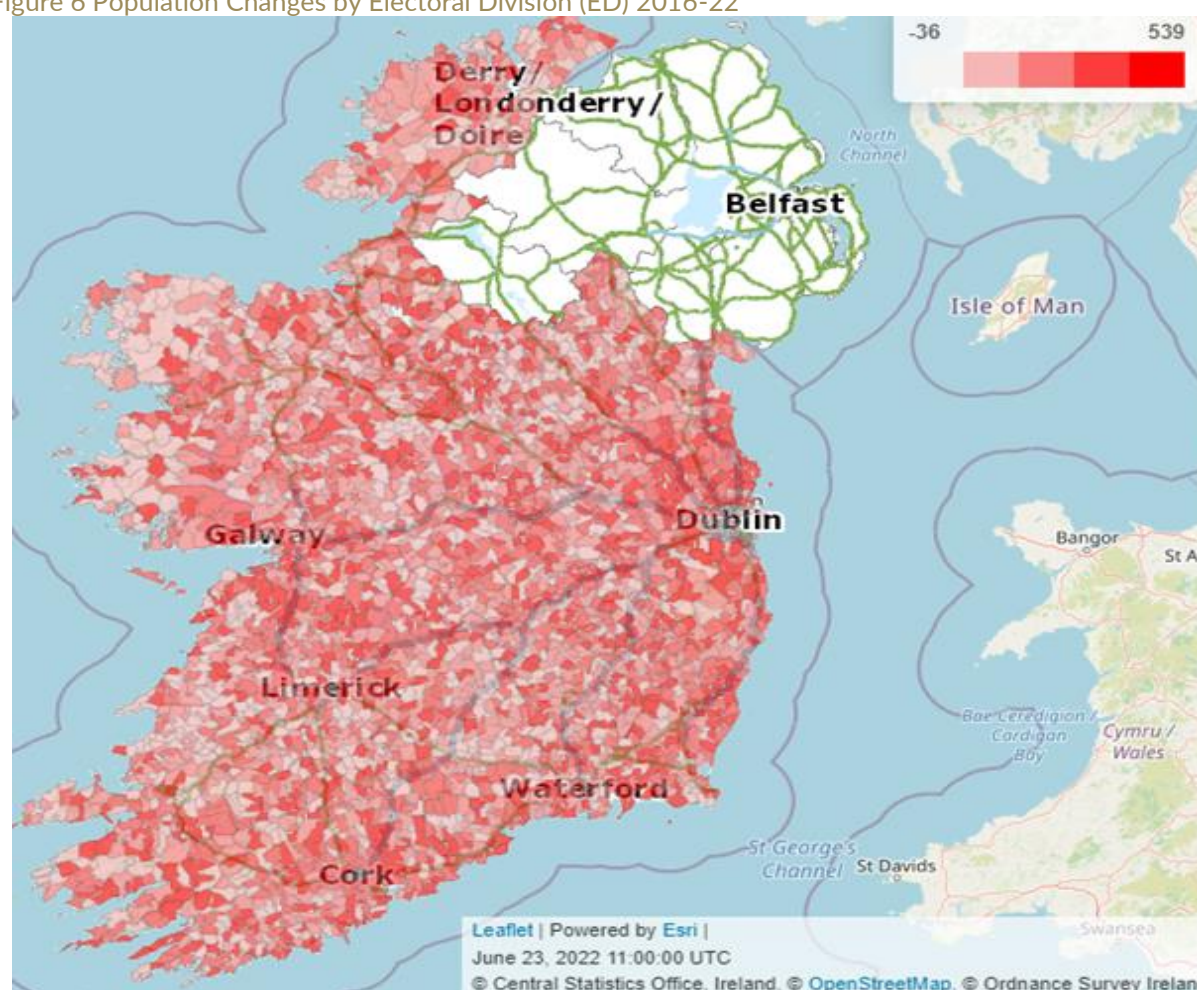 Figure 6 Population Changes by Electoral Division (ED) 2016-22
-36 539
Derry/
Londonderry/
Doire
North
Channel
Belfast
Isle of Man
Dublin
Galway
Bangor
St A
Limerick
Bae Ceredigion /
Cardigan
Bay
Cymru /
Wales
Waterford
St George's
Channel
St Davids
Cork
Swansea
Leaflet | Powered by Esri |
June 23, 2022 11:00:00 UTC
© Central Statistics Office, Ireland, © OpenStreetMap, © Ordnance Survey Irelan